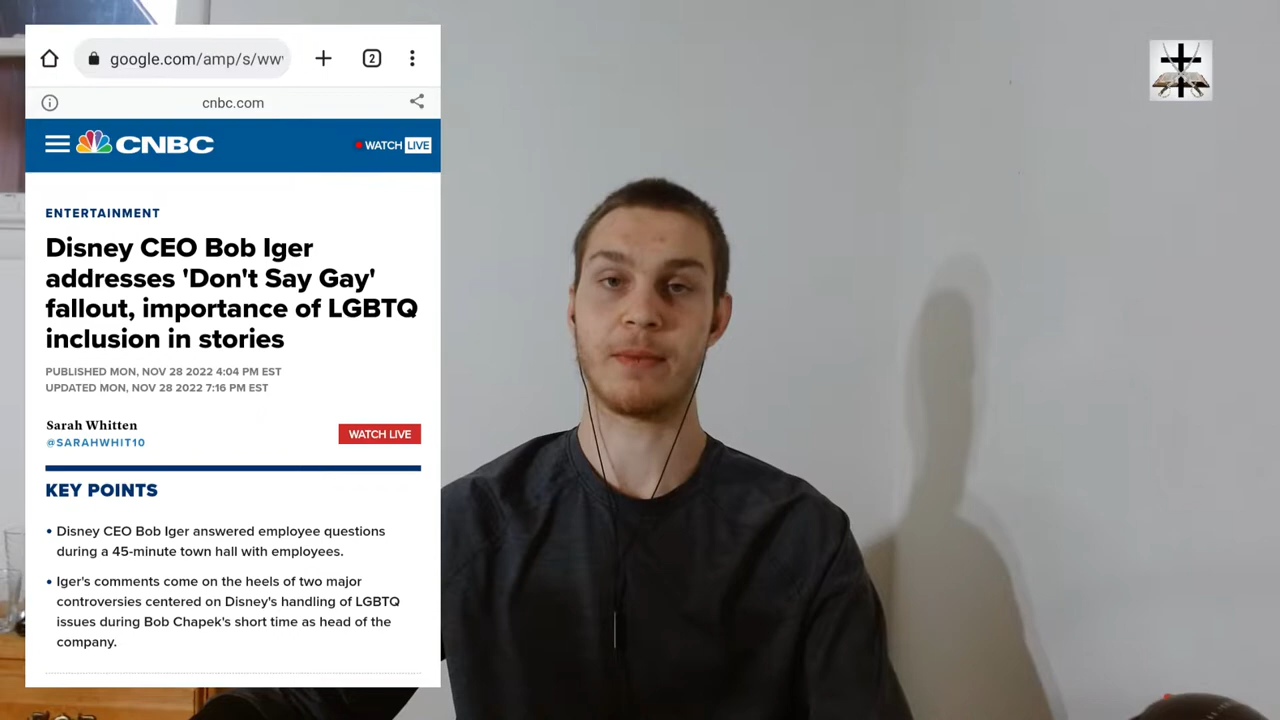 google.com/amp/s/ww
2
cnbc.com
CNBC
WATCH LIVE
ENTERTAINMENT
Disney CEO Bob Iger
addresses 'Don't Say Gay'
fallout, importance of LGBTQ
inclusion in stories
PUBLISHED MON, NOV 28 2022 4:04 PM EST
UPDATED MON, NOV 28 2022 7:16 PM EST
Sarah Whitten
@SARAHWHIT10
WATCH LIVE
KEY POINTS
• Disney CEO Bob Iger answered employee questions
during a 45-minute town hall with employees.
• Iger's comments come on the heels of two major
controversies centered on Disney's handling of LGBTQ
issues during Bob Chapek's short time as head of the
company.